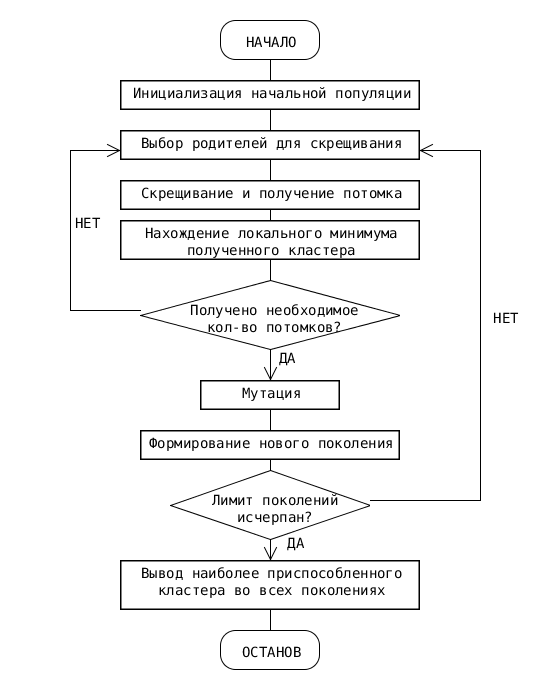 НАЧАЛО
Инициализация начальной популяции
Выбор родителей для скрещивания
Скрещивание и получение потомка
Нахождение локального минимума
полученного кластера
НЕТ
Получено необходимое
кол-во потомков?
НЕТ
ДА
Мутация
Формирование нового поколения
Лимит поколений
исчерпан?
ДА
Вывод наиболее приспособленного
кластера во всех поколениях
ОСТАНОВ